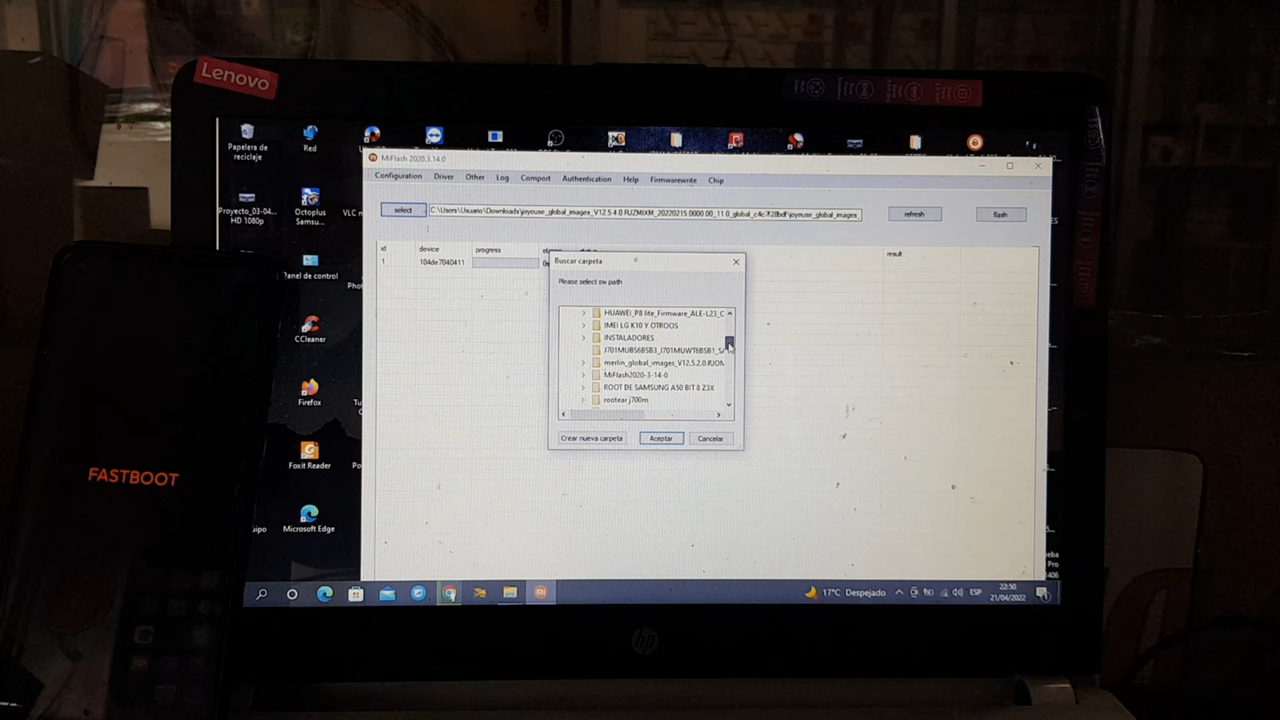 Lenovo
Papelera de
reciclaje
Red
MiFlash 2020.3.14.0
Configuration Driver Other Log Comport Authentication Help Firmwarewrite Chip
select
refresh
flash
id device progress result
1 104de7040411
Proyecto_03-04...
HD 1080p
Octoplus
Samsu...
VLC
Panel de control
CCleaner
Firefox
Foxit Reader
Microsoft Edge
Buscar carpeta
Please select sw path
HUAWEI_P8 lite_Firmware_ALE-L23_C
IMEI LG K10 Y OTROOS
INSTALADORES
J701MUBS6BSB3_J701MUWT6BSB1_
merlin_global_images_V12.5.2.0.RJOM
MiFlash2020-3-14-0
ROOT DE SAMSUNG A50 BIT 8 Z3X
rootear j700m
Crear nueva carpeta Aceptar Cancelar
FASTBOOT
17°C Despejado
ESP
22:50
21/04/2022
hp